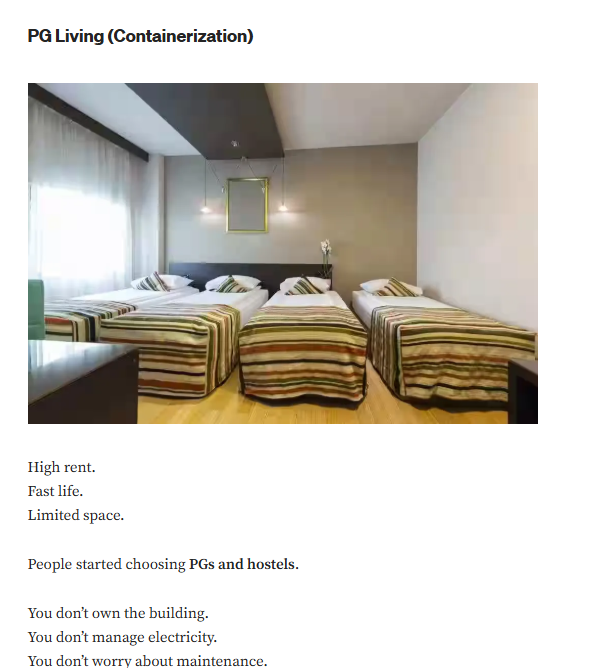 PG Living (Containerization)
High rent.
Fast life.
Limited space.
People started choosing PGs and hostels.
You don’t own the building.
You don’t manage electricity.
You don’t worry about maintenance.